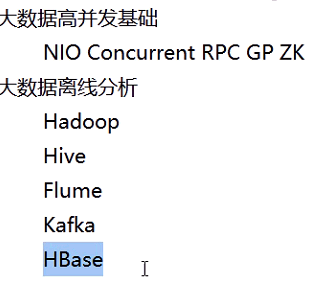 大数据高并发基础
NIO Concurrent RPC GP ZK
大数据离线分析
Hadoop
Hive
Flume
Kafka
HBase